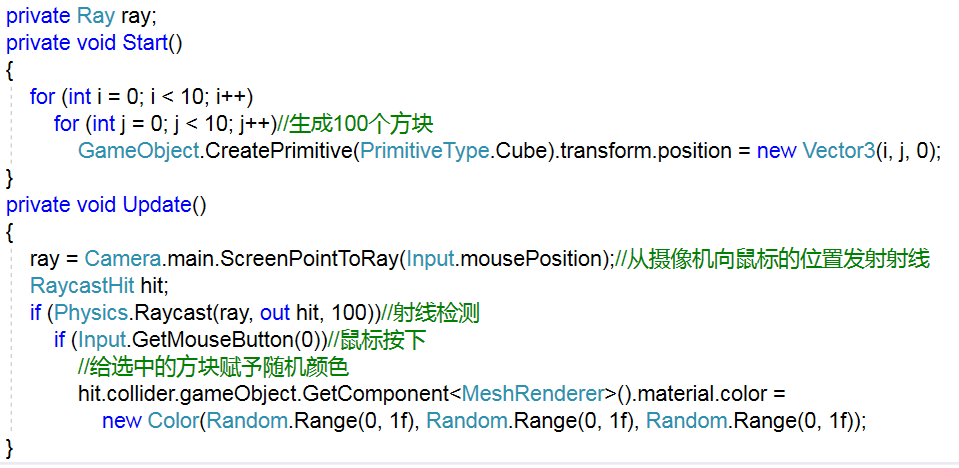 private Ray ray;
private void Start()
{
for (int i = 0; i < 10; i++)
for (int j = 0; j < 10; j++)//生成100个方块
GameObject.CreatePrimitive(PrimitiveType.Cube).transform.position = new Vector3(i, j, 0);
}
private void Update()
{
ray = Camera.main.ScreenPointToRay(Input.mousePosition);//从摄像机向鼠标的位置发射射线
RaycastHit hit;
if (Physics.Raycast(ray, out hit, 100))//射线检测
if (Input.GetMouseButton(0))//鼠标按下
//给选中的方块赋予随机颜色
hit.collider.gameObject.GetComponent<MeshRenderer>().material.color =
new Color(Random.Range(0, 1f), Random.Range(0, 1f), Random.Range(0, 1f));
}